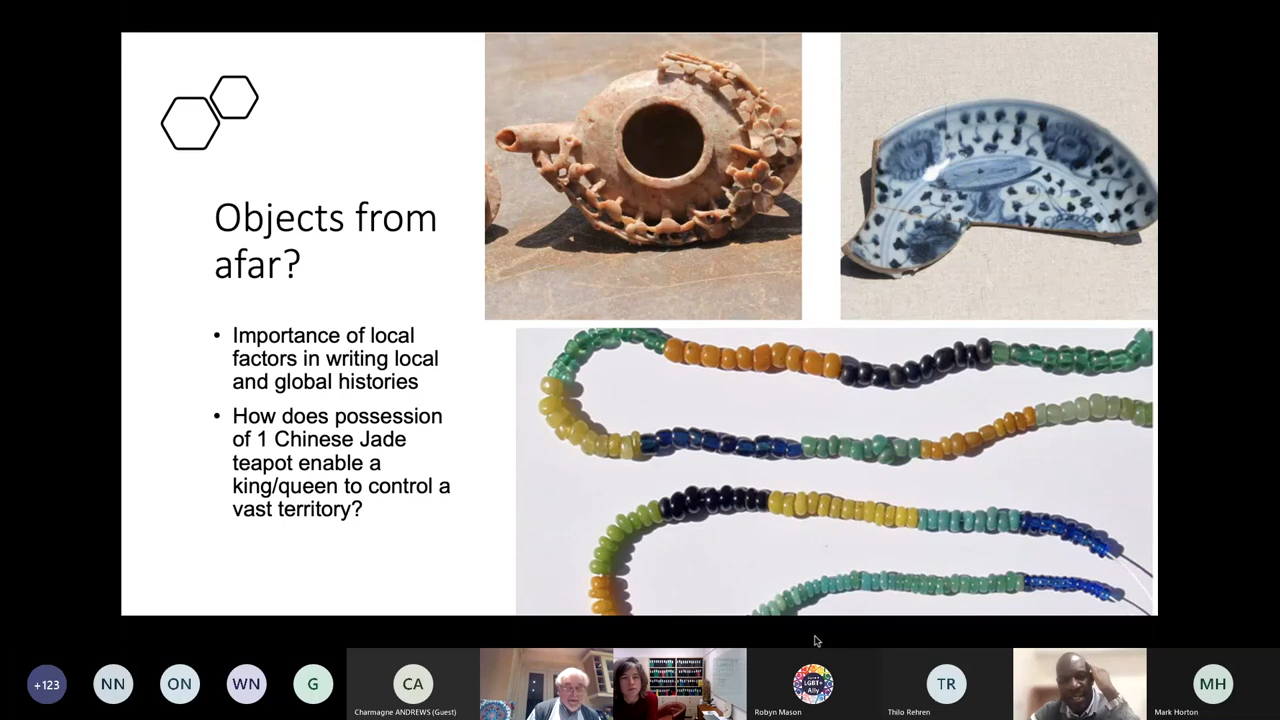 Objects from
afar?
• Importance of local
factors in writing local
and global histories
• How does possession
of 1 Chinese Jade
teapot enable a
king/queen to control a
vast territory?
+123
NN
ON
WN
G
CA
Charmagne ANDREWS (Guest)
LGBT+
Ally
Robyn Mason
TR
Thilo Rehren
MH
Mark Horton